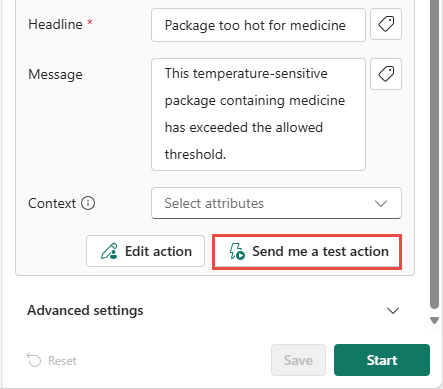 Headline *
Package too hot for medicine
Message
This temperature-sensitive
package containing medicine
has exceeded the allowed
threshold.
Context
Select attributes
Edit action
Send me a test action
Advanced settings
Reset
Save
Start